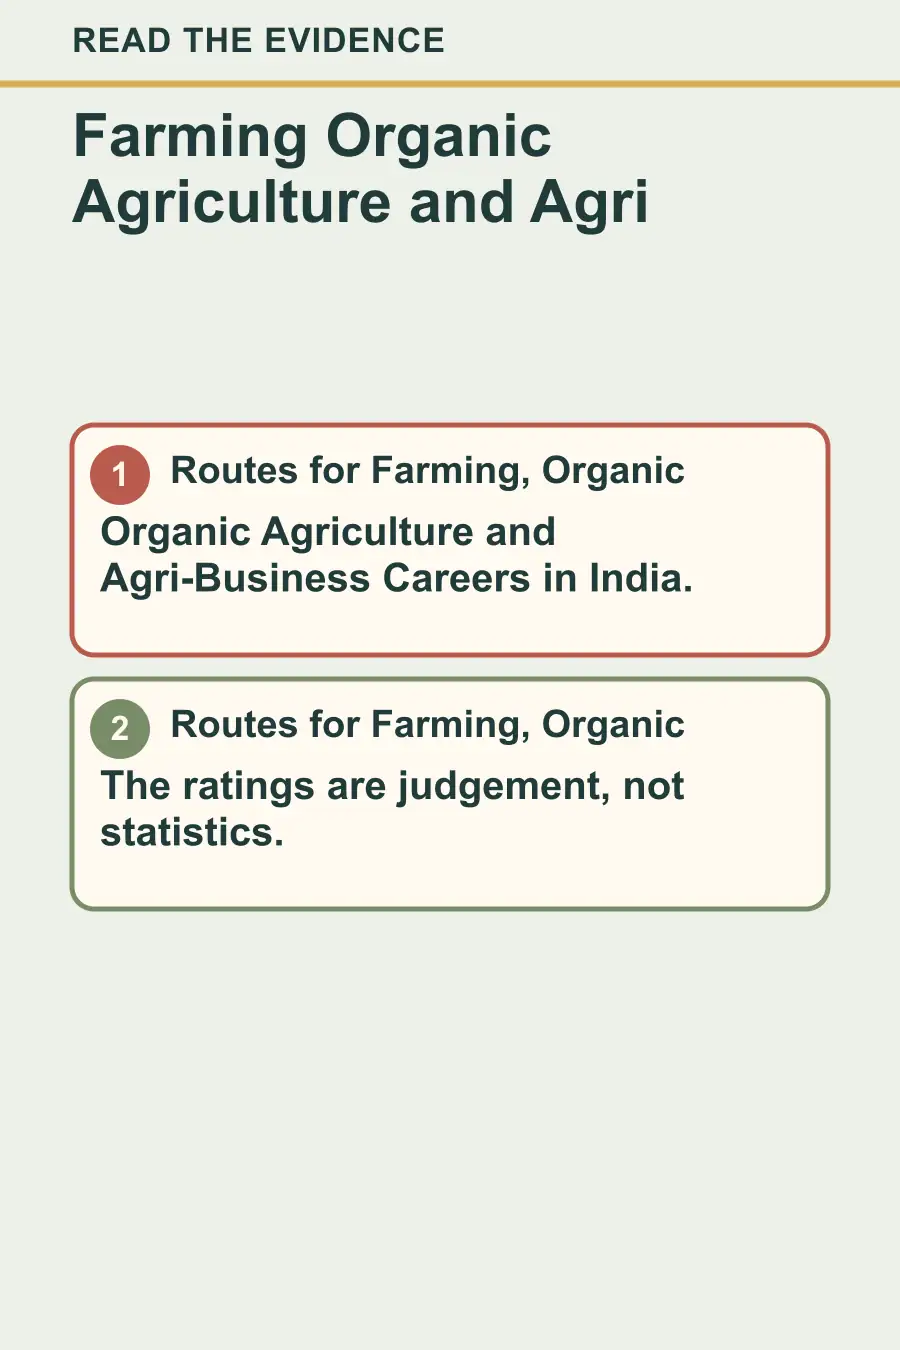 READ THE EVIDENCE
Farming Organic
Agriculture and Agri
1 Routes for Farming, Organic
Organic Agriculture and
Agri-Business Careers in India.
2 Routes for Farming, Organic
The ratings are judgement, not
statistics.